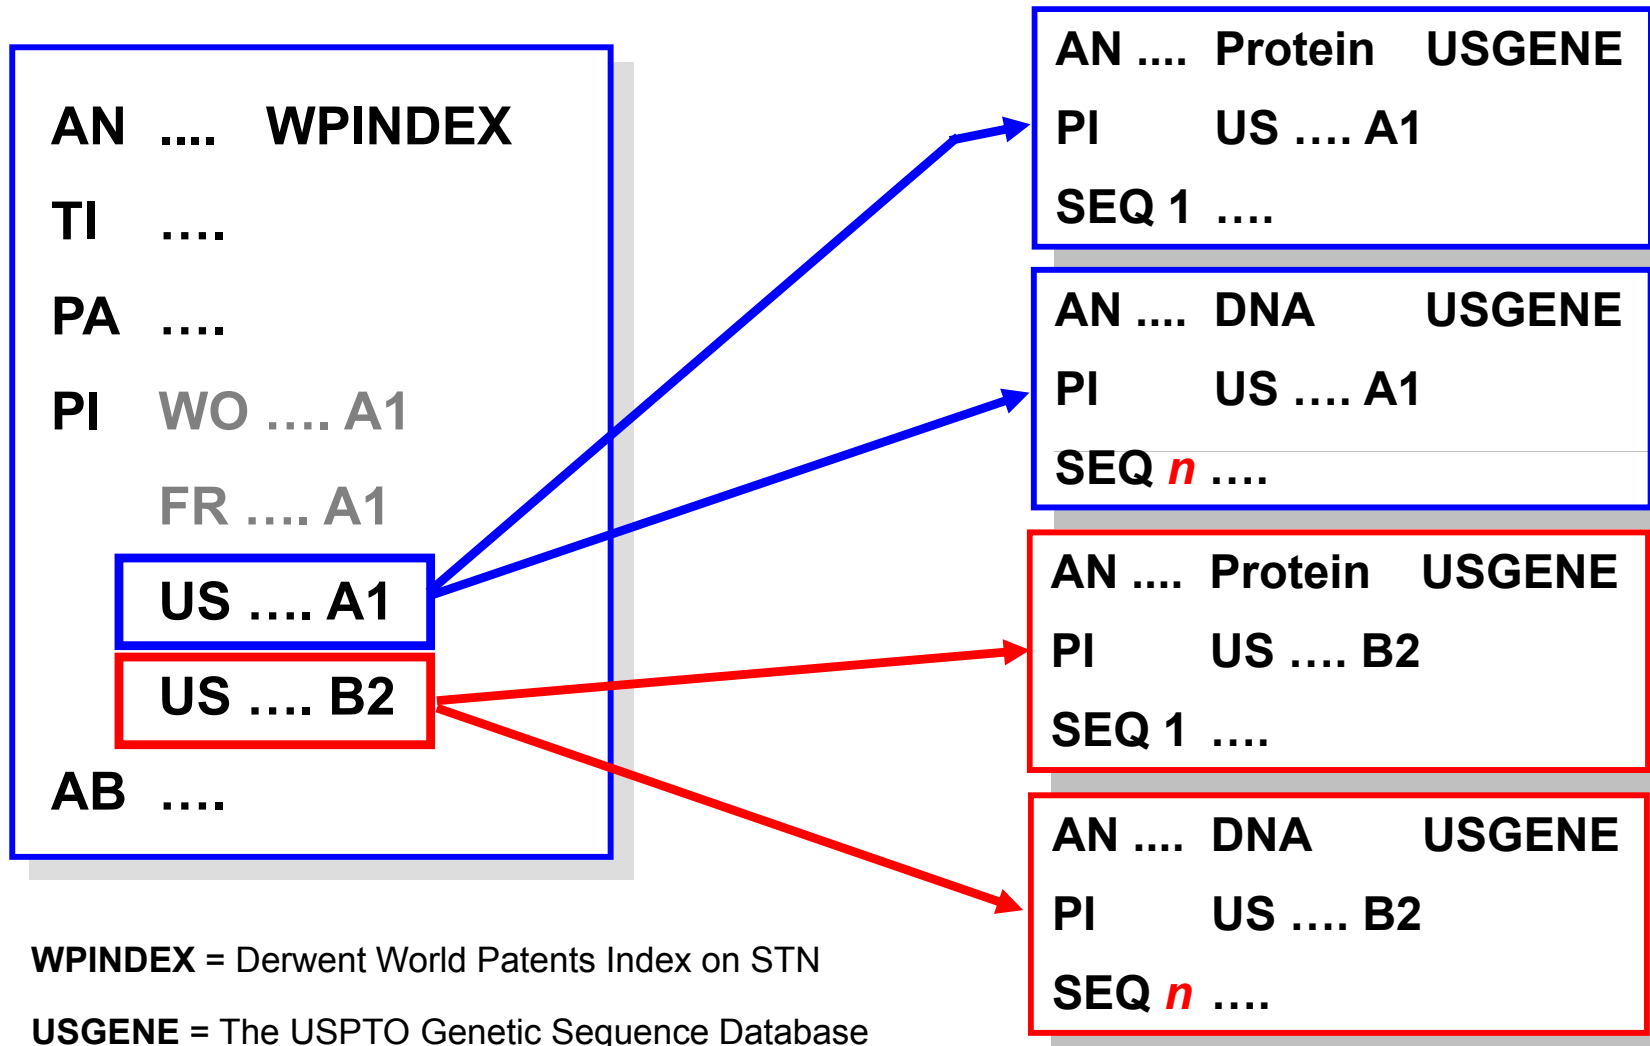 AN .... WPINDEX
TI ....
PA ....
PI WO .... A1
FR .... A1
US .... A1
US .... B2
AB ....
WPINDEX = Derwent World Patents Index on STN
USGENE = The USPTO Genetic Sequence Database
AN .... Protein USGENE
PI US .... A1
SEQ 1 ....
AN .... DNA USGENE
PI US .... A1
SEQ n ....
AN .... Protein USGENE
PI US .... B2
SEQ 1 ....
AN .... DNA USGENE
PI US .... B2
SEQ n ....